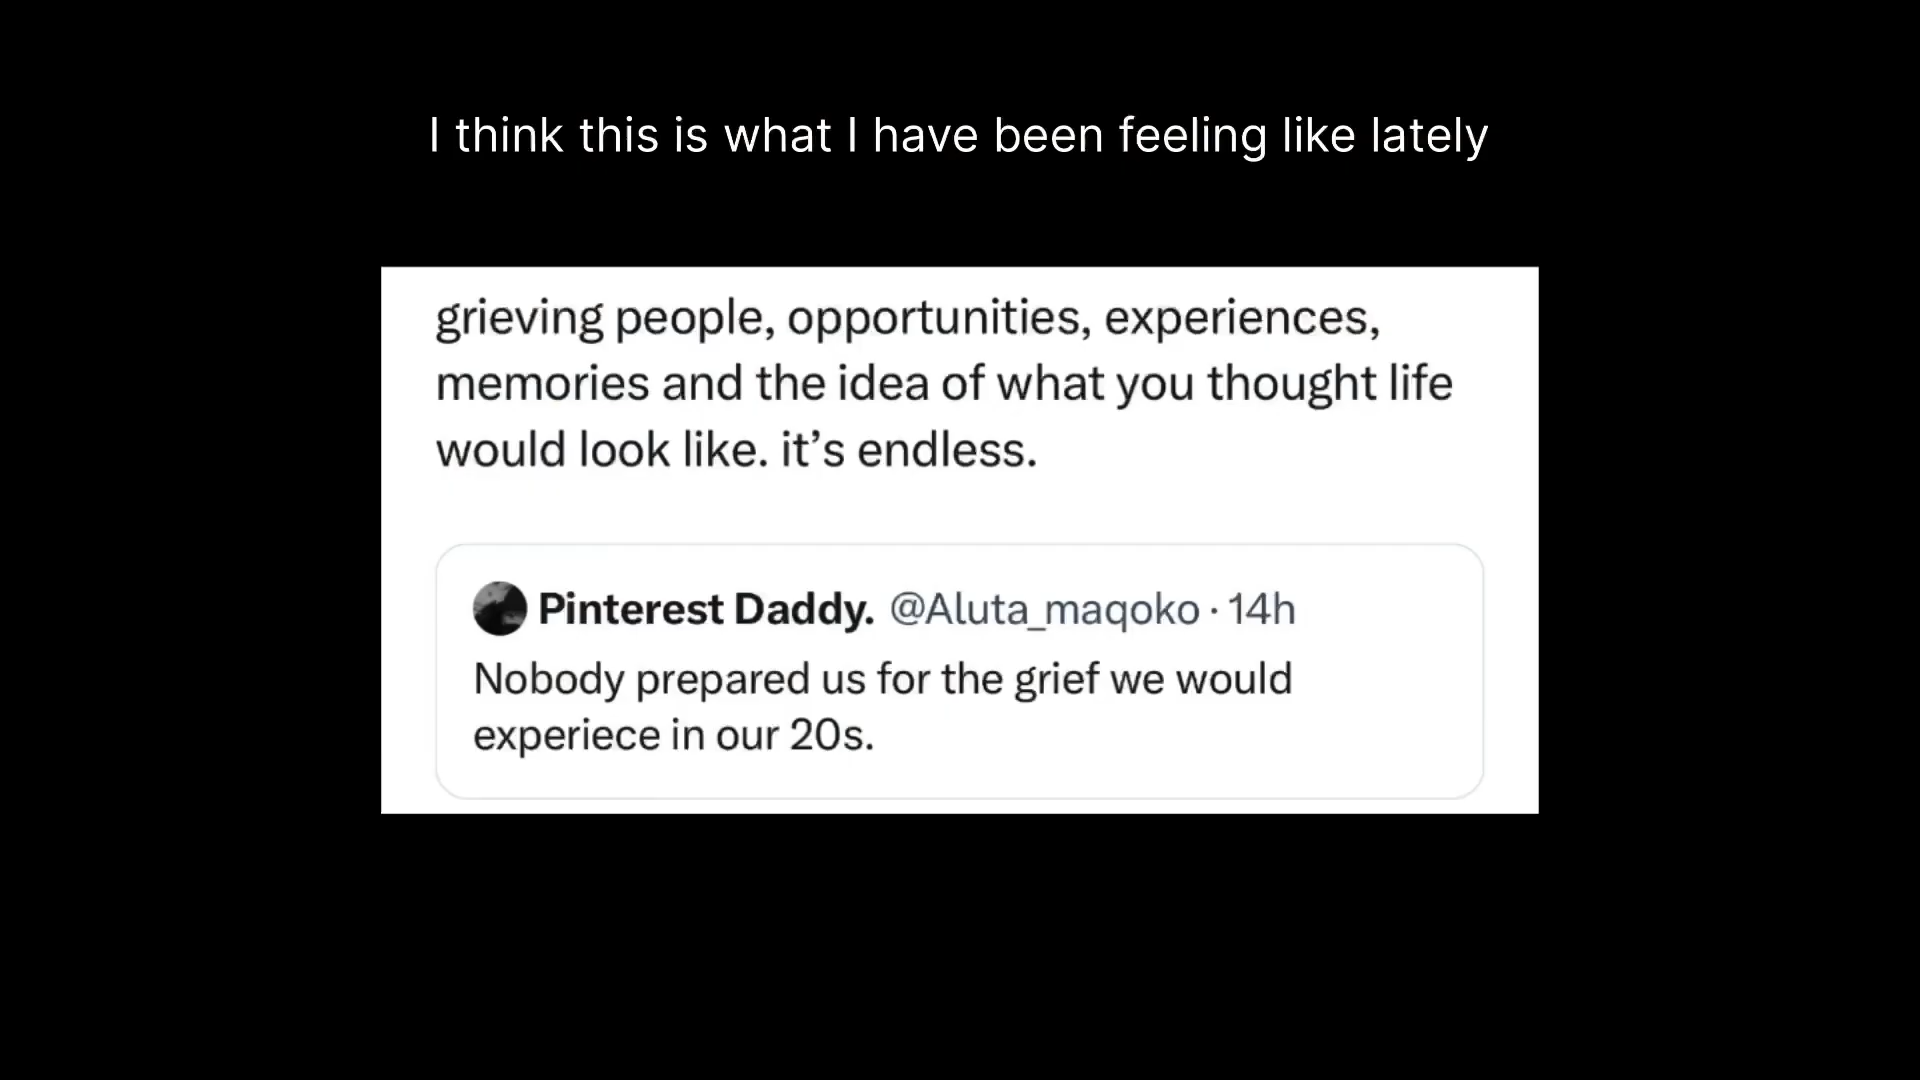 I think this is what I have been feeling like lately
grieving people, opportunities, experiences,
memories and the idea of what you thought life
would look like. it’s endless.
Pinterest Daddy. @Aluta_maqoko · 14h
Nobody prepared us for the grief we would
experiece in our 20s.